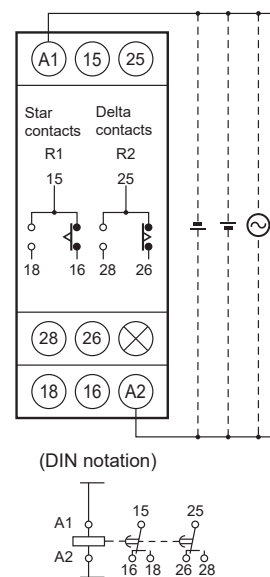 A1 15 25
Star contacts
Delta contacts
R1 R2
15 25
18 16 28 26
28 26
18 16 A2
(DIN notation)
15 25
A1
A2
16 18 26 28